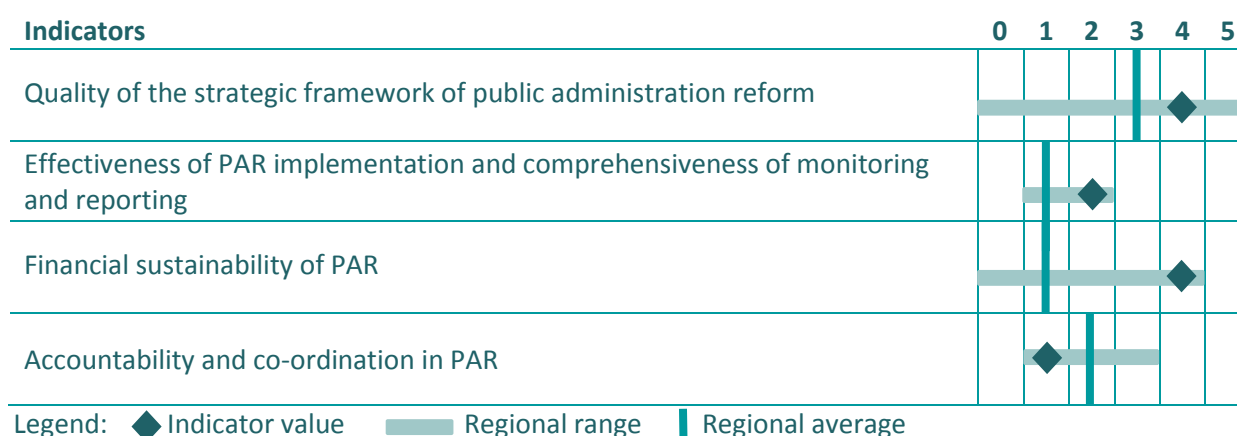 Indicators 0 1 2 3 4 5
Quality of the strategic framework of public administration reform
Effectiveness of PAR implementation and comprehensiveness of monitoring
and reporting
Financial sustainability of PAR
Accountability and co-ordination in PAR
Legend: Indicator value Regional range Regional average